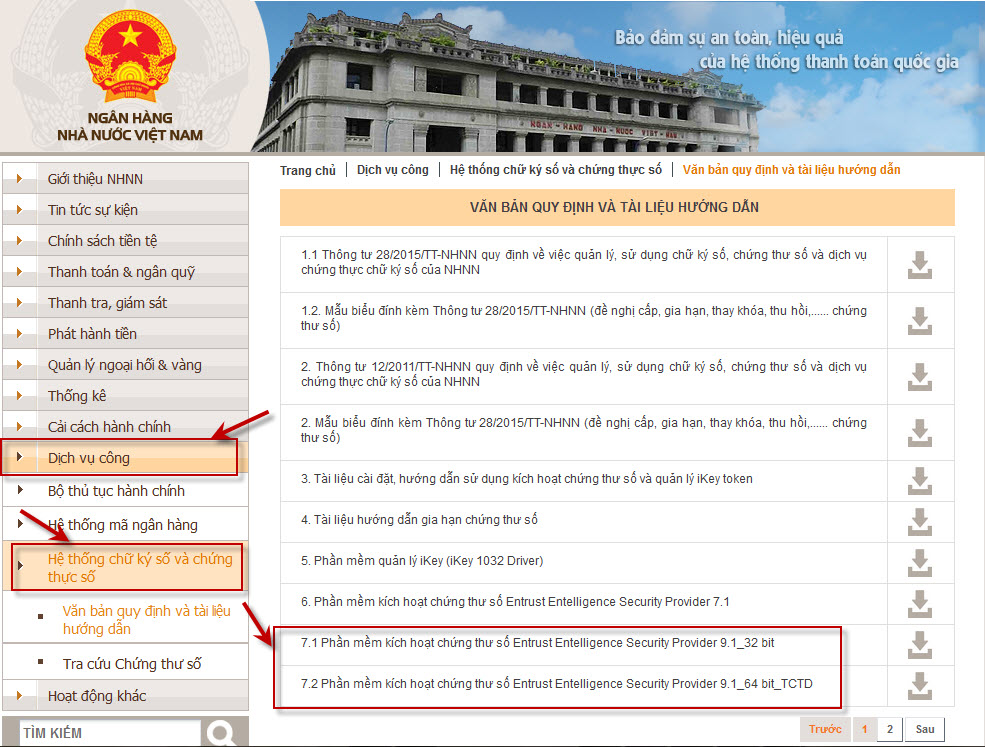 NGÂN HÀNG
NHÀ NƯỚC VIỆT NAM
Bảo đảm sự an toàn, hiệu quả
của hệ thống thanh toán quốc gia
NGAN-HANG NHA-NUOC VIET-NAM
Giới thiệu NHNN
Tin tức sự kiện
Chính sách tiền tệ
Thanh toán & ngân quỹ
Thanh tra, giám sát
Phát hành tiền
Quản lý ngoại hối & vàng
Thống kê
Cải cách hành chính
Dịch vụ công
Bộ thủ tục hành chính
Hệ thống mã ngân hàng
Hệ thống chữ ký số và chứng
thực số
Văn bản quy định và tài liệu
hướng dẫn
Tra cứu Chứng thư số
Hoạt động khác
TÌM KIẾM
Trang chủ | Dịch vụ công | Hệ thống chữ ký số và chứng thực số | Văn bản quy định và tài liệu hướng dẫn
VĂN BẢN QUY ĐỊNH VÀ TÀI LIỆU HƯỚNG DẪN
1.1 Thông tư 28/2015/TT-NHNN quy định về việc quản lý, sử dụng chữ ký số, chứng thư số và dịch vụ
chứng thực chữ ký số của NHNN
1.2. Mẫu biểu đính kèm Thông tư 28/2015/TT-NHNN (đề nghị cấp, gia hạn, thay khóa, thu hồi,...... chứng
thư số)
2. Thông tư 12/2011/TT-NHNN quy định về việc quản lý, sử dụng chữ ký số, chứng thư số và dịch vụ
chứng thực chữ ký số của NHNN
2. Mẫu biểu đính kèm Thông tư 28/2015/TT-NHNN (đề nghị cấp, gia hạn, thay khóa, thu hồi,...... chứng
thư số)
3. Tài liệu cài đặt, hướng dẫn sử dụng kích hoạt chứng thư số và quản lý iKey token
4. Tài liệu hướng dẫn gia hạn chứng thư số
5. Phần mềm quản lý iKey (iKey 1032 Driver)
6. Phần mềm kích hoạt chứng thư số Entrust Entelligence Security Provider 7.1
7.1 Phần mềm kích hoạt chứng thư số Entrust Entelligence Security Provider 9.1_32 bit
7.2 Phần mềm kích hoạt chứng thư số Entrust Entelligence Security Provider 9.1_64 bit_TCTD
Trước 1 2 Sau